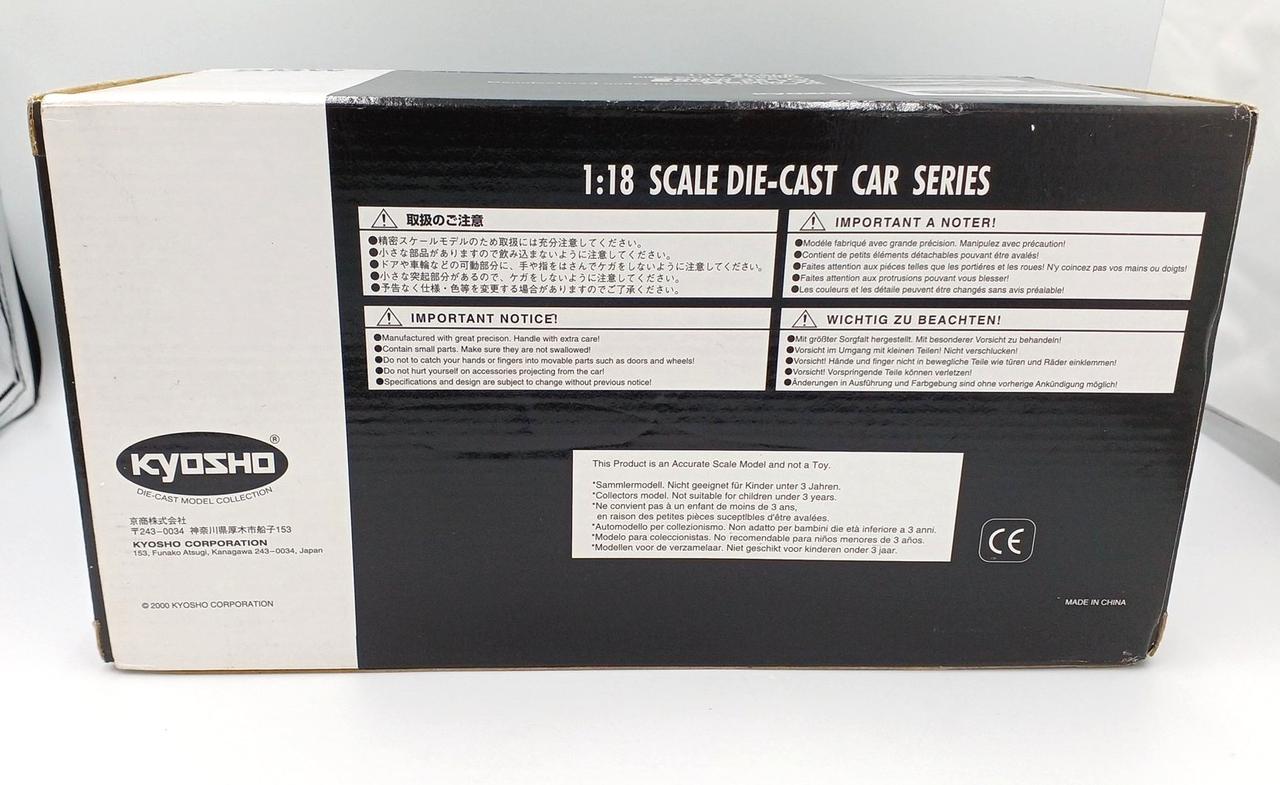 1:18 SCALE DIE-CAST CAR SERIES
取扱のご注意
●精密スケールモデルのため取扱には充分注意してください。
●小さな部品がありますので飲み込まないように注意してください。
●ドアや車輪などの可動部分に、手や指をはさんでケガをしないように注意してください。
●小さな突起部分があるので、ケガをしないように注意してください。
●予告なく仕様・色等を変更する場合がありますのでご了承ください。
IMPORTANT A NOTER!
●Modéle fabriqué avec grande précision. Manipulez avec précaution!
●Contient de petits éléments détachables pouvant être avalés!
●Faites attention aux piéces telles que les portiéres et les roues! N'y coincez pas vos mains ou doigts!
●Faites attention aux protrusions pouvant vous blesser!
●Les couleurs et les détaile peuvent étre changés sans avis préalable!
IMPORTANT NOTICE!
●Manufactured with great precison. Handle with extra care!
●Contain small parts. Make sure they are not swallowed!
●Do not to catch your hands or fingers into movable parts such as doors and wheels!
●Do not hurt yourself on accessories projecting from the car!
●Specifications and design are subject to change without previous notice!
WICHTIG ZU BEACHTEN!
●Mit größter Sorgfalt hergestellt. Mit besonderer Vorsicht zu behandeln!
●Vorsicht im Umgang mit kleinen Teilen! Nicht verschlucken!
●Vorsicht! Hände und finger nicht in bewegliche Teile wie türen und Räder einklemmen!
●Vorsicht! Vorspringende Teile können verletzen!
●Änderungen in Ausführung und Farbgebung sind ohne vorherige Ankündigung möglich!
KYOSHO ®
DIE-CAST MODEL COLLECTION
京商株式会社
〒243-0034 神奈川県厚木市船子153
KYOSHO CORPORATION
153, Funako Atsugi, Kanagawa 243-0034, Japan
© 2000 KYOSHO CORPORATION
This Product is an Accurate Scale Model and not a Toy.
*Sammlermodell. Nicht geeignet für Kinder unter 3 Jahren.
*Collectors model. Not suitable for children under 3 years.
*Ne convient pas à un enfant de moins de 3 ans,
en raison des petites pièces suceptlbles d'être avalées.
*Automodello per collezionismo. Non adatto per bambini die età inferiore a 3 anni.
*Modelo para coleccionistas. No recomendable para niños menores de 3 años.
*Modellen voor de verzamelaar. Niet geschikt voor kinderen onder 3 jaar.
CE
MADE IN CHINA